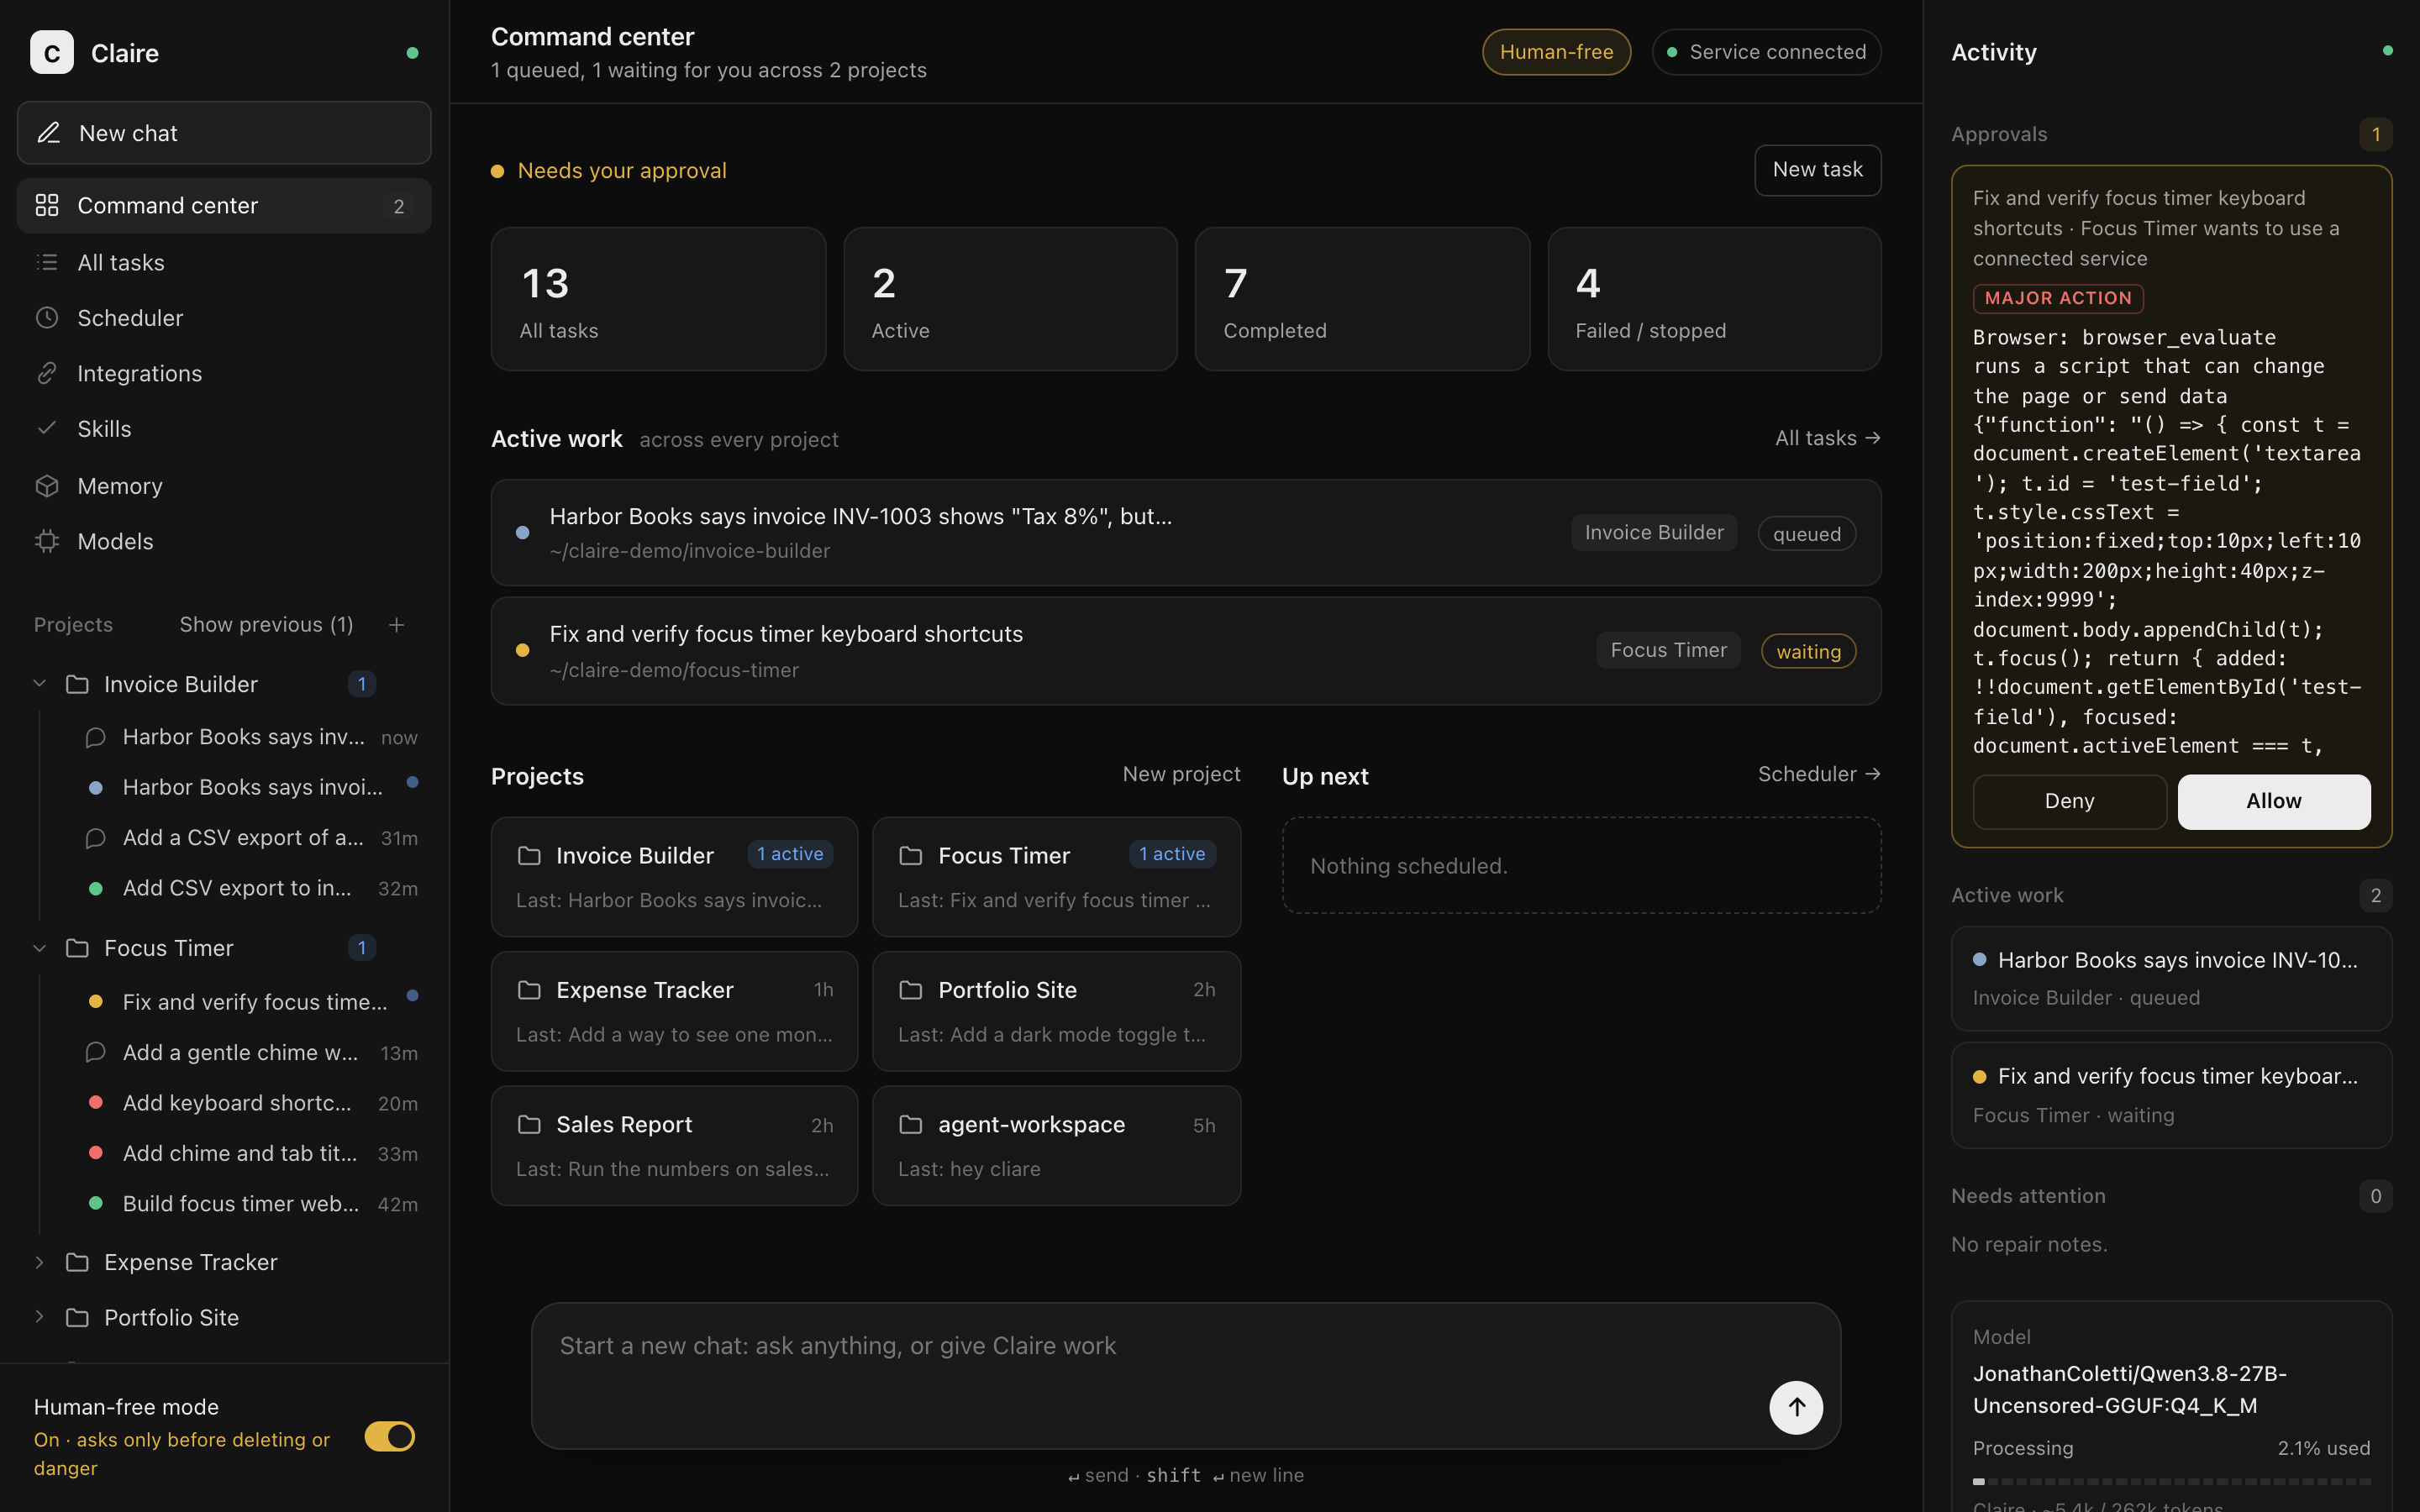 C Claire
New chat
Command center 2
All tasks
Scheduler
Integrations
Skills
Memory
Models
Projects Show previous (1) +
Invoice Builder 1
Harbor Books says inv... now
Harbor Books says invoi...
Add a CSV export of a... 31m
Add CSV export to in... 32m
Focus Timer 1
Fix and verify focus time...
Add a gentle chime w... 13m
Add keyboard shortc... 20m
Add chime and tab tit... 33m
Build focus timer web... 42m
Expense Tracker
Portfolio Site
Human-free mode
On · asks only before deleting or
danger
Command center
1 queued, 1 waiting for you across 2 projects
Human-free
Service connected
Needs your approval
New task
13
All tasks
2
Active
7
Completed
4
Failed / stopped
Active work across every project
All tasks →
Harbor Books says invoice INV-1003 shows "Tax 8%", but...
~/claire-demo/invoice-builder
Invoice Builder queued
Fix and verify focus timer keyboard shortcuts
~/claire-demo/focus-timer
Focus Timer waiting
Projects New project
Invoice Builder 1 active
Last: Harbor Books says invoic...
Focus Timer 1 active
Last: Fix and verify focus timer ...
Expense Tracker 1h
Last: Add a way to see one mon...
Portfolio Site 2h
Last: Add a dark mode toggle t...
Sales Report 2h
Last: Run the numbers on sales...
agent-workspace 5h
Last: hey cliare
Up next Scheduler →
Nothing scheduled.
Start a new chat: ask anything, or give Claire work
↵ send · shift ↵ new line
Activity
Approvals 1
Fix and verify focus timer keyboard
shortcuts · Focus Timer wants to use a
connected service
MAJOR ACTION
Browser: browser_evaluate
runs a script that can change
the page or send data
{"function": "() => { const t =
document.createElement('textarea
'); t.id = 'test-field';
t.style.cssText =
'position:fixed;top:10px;left:10
px;width:200px;height:40px;z-
index:9999';
document.body.appendChild(t);
t.focus(); return { added:
!!document.getElementById('test-
field'), focused:
document.activeElement === t,
Deny Allow
Active work 2
Harbor Books says invoice INV-10...
Invoice Builder · queued
Fix and verify focus timer keyboar...
Focus Timer · waiting
Needs attention 0
No repair notes.
Model
JonathanColetti/Qwen3.8-27B-
Uncensored-GGUF:Q4_K_M
Processing 2.1% used
Claire · ~5.4k / 262k tokens